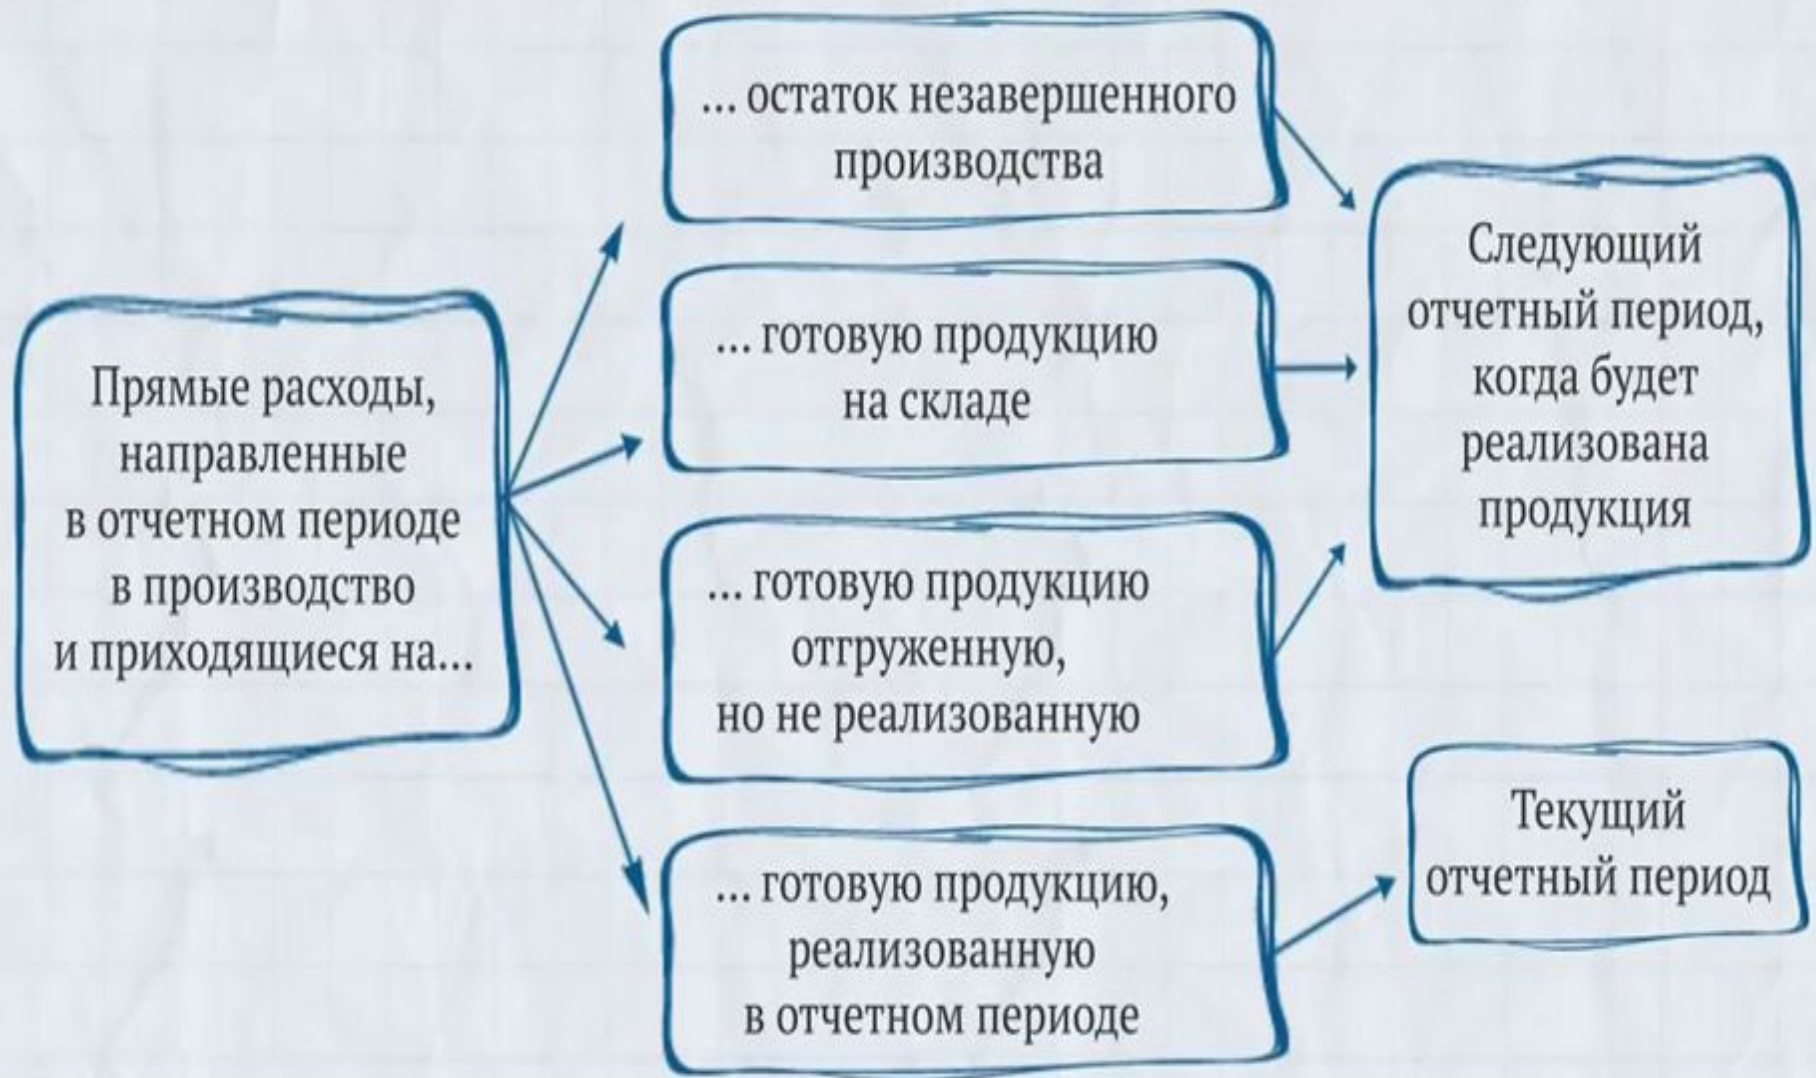 Прямые расходы,
направленные
в отчетном периоде
в производство
и приходящиеся на...
... остаток незавершенного
производства
... готовую продукцию
на складе
... готовую продукцию
отгруженную,
но не реализованную
... готовую продукцию,
реализованную
в отчетном периоде
Следующий
отчетный период,
когда будет
реализована
продукция
Текущий
отчетный период